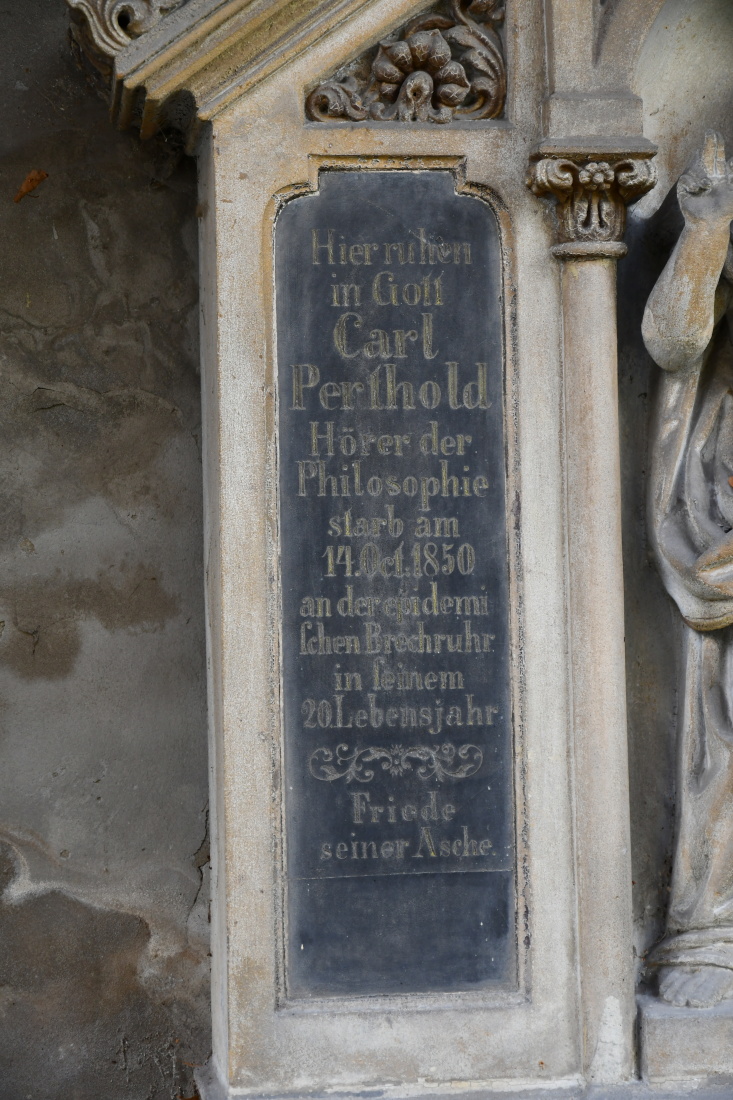 Hier ruhen
in Gott
Carl
Perthold
Hörer der
Philosophie
starb am
14.Oct.1850
an der epidemi
ſchen Brechruhr
in ſeinem
20.Lebensjahr
Friede
seiner Asche